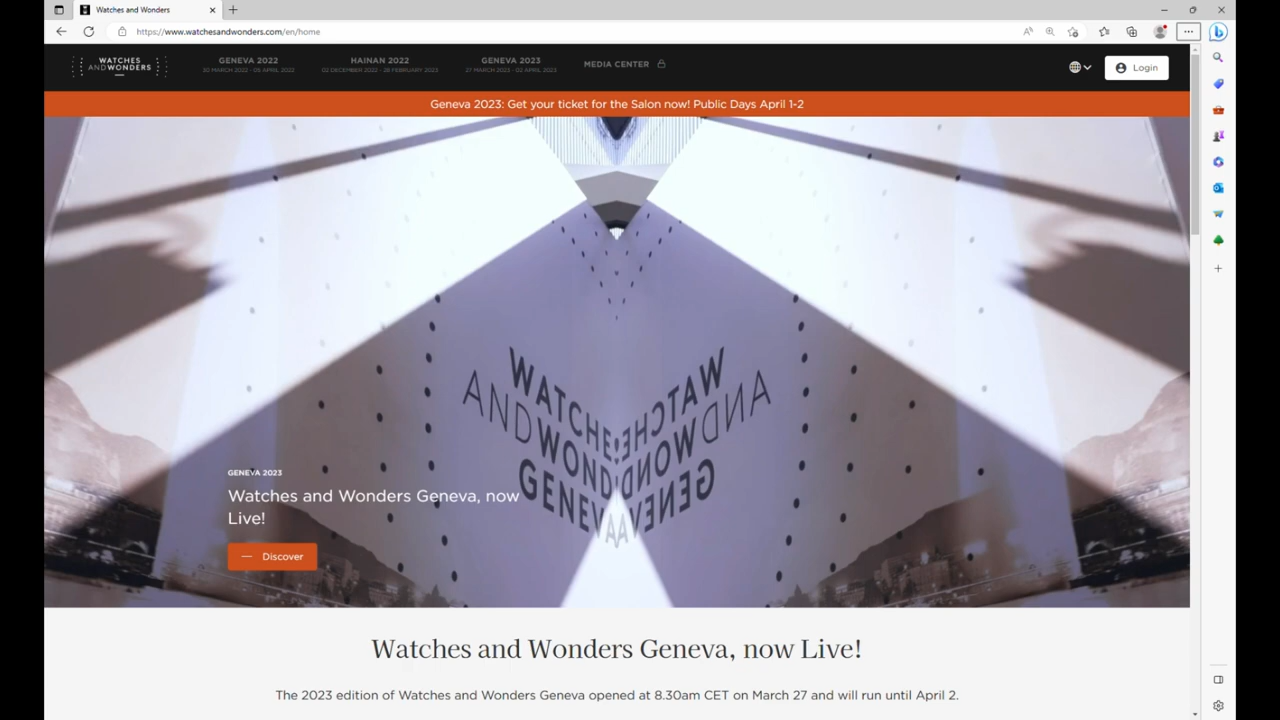 Watches and Wonders
https://www.watchesandwonders.com/en/home
WATCHES
ANDWONDERS
GENEVA 2022
30 MARCH 2022 - 05 APRIL 2022
HAINAN 2022
02 DECEMBER 2022 - 28 FEBRUARY 2023
GENEVA 2023
27 MARCH 2023 - 02 APRIL 2023
MEDIA CENTER
Login
Geneva 2023: Get your ticket for the Salon now! Public Days April 1-2
WATCHE
AND WOND
GENEVA
GENEVA 2023
Watches and Wonders Geneva, now
Live!
Discover
Watches and Wonders Geneva, now Live!
The 2023 edition of Watches and Wonders Geneva opened at 8.30am CET on March 27 and will run until April 2.